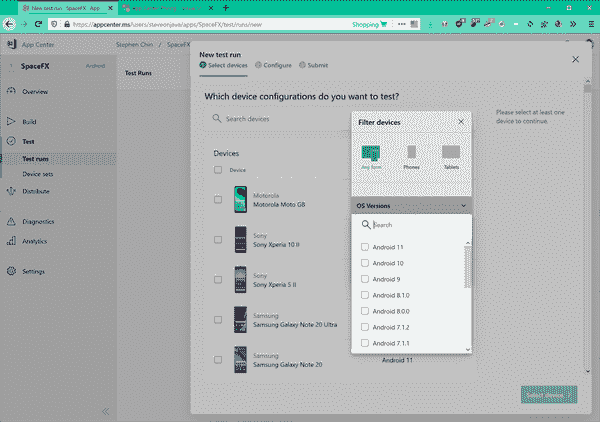 New test run · SpaceFX · App
https://appcenter.ms/users/steveonjava/apps/SpaceFX/test/runs/new
Shopping
App Center
Stephen Chin / SpaceFX
SpaceFX
Android
Overview
Build
Test
Test runs
Device sets
Distribute
Diagnostics
Analytics
Settings
Test Runs
New test run
Select devices
Configure
Submit
Which device configurations do you want to test?
Search devices
Please select at least one
device to continue.
Devices
Device
Motorola
Motorola Moto G8
Sony
Sony Xperia 10 II
Sony
Sony Xperia 5 II
Samsung
Samsung Galaxy Note 20 Ultra
Samsung
Samsung Galaxy Note 20
Android 11
Filter devices
Any form
Phones
Tablets
OS Versions
Search
Android 11
Android 10
Android 9
Android 8.1.0
Android 8.0.0
Android 7.1.2
Android 7.1.1